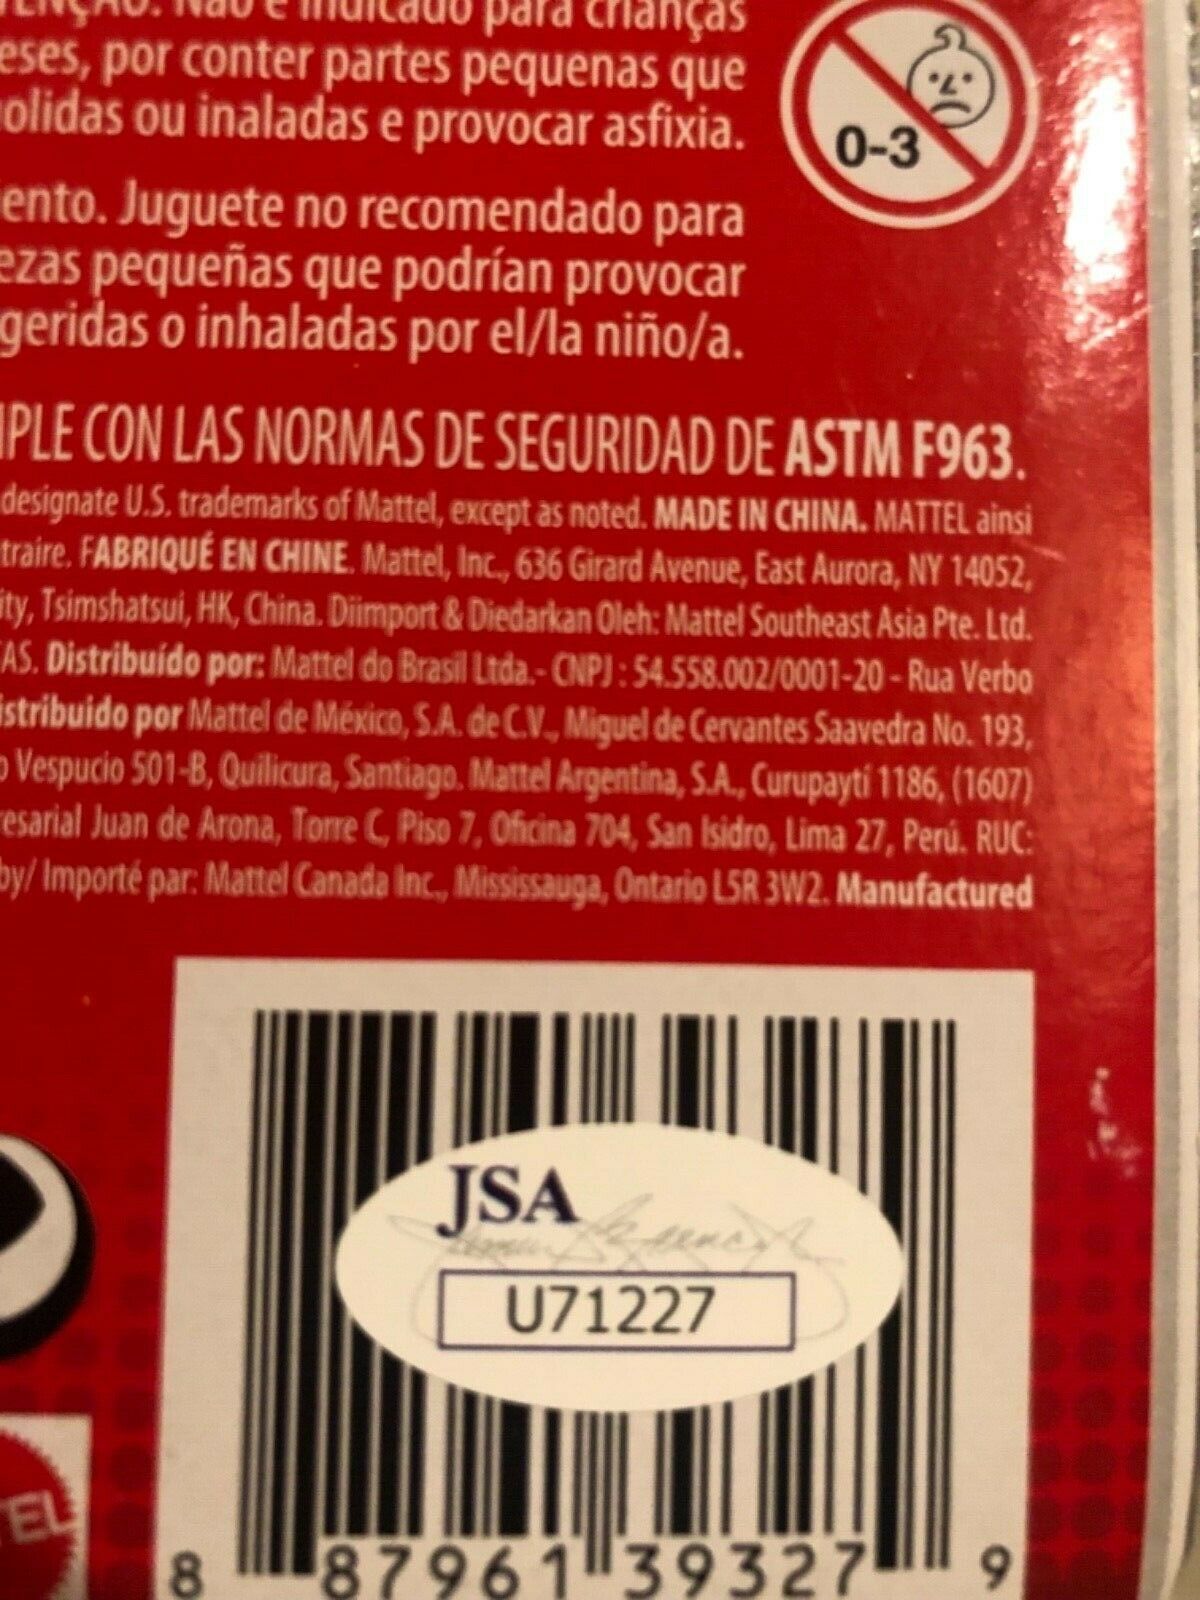 Não é indicado para crianças
eses, por conter partes pequenas que
olidas ou inaladas e provocar asfixia.
0-3
ento. Juguete no recomendado para
ezas pequeñas que podrían provocar
geridas o inhaladas por el/la niño/a.
IPLE CON LAS NORMAS DE SEGURIDAD DE ASTM F963.
designate U.S. trademarks of Mattel, except as noted. MADE IN CHINA. MATTEL ainsi
traire. FABRIQUÉ EN CHINE. Mattel, Inc., 636 Girard Avenue, East Aurora, NY 14052,
ity, Tsimshatsui, HK, China. Diimport & Diedarkan Oleh: Mattel Southeast Asia Pte. Ltd.
TAS. Distribuído por: Mattel do Brasil Ltda.- CNPJ : 54.558.002/0001-20 - Rua Verbo
istribuido por Mattel de México, S.A. de C.V., Miguel de Cervantes Saavedra No. 193,
o Vespucio 501-B, Quilicura, Santiago. Mattel Argentina, S.A., Curupaytí 1186, (1607)
resarial Juan de Arona, Torre C, Piso 7, Oficina 704, San Isidro, Lima 27, Perú. RUC:
by/ Importé par: Mattel Canada Inc., Mississauga, Ontario L5R 3W2. Manufactured
JSA
U71227
TEL
8 87961 39327 9